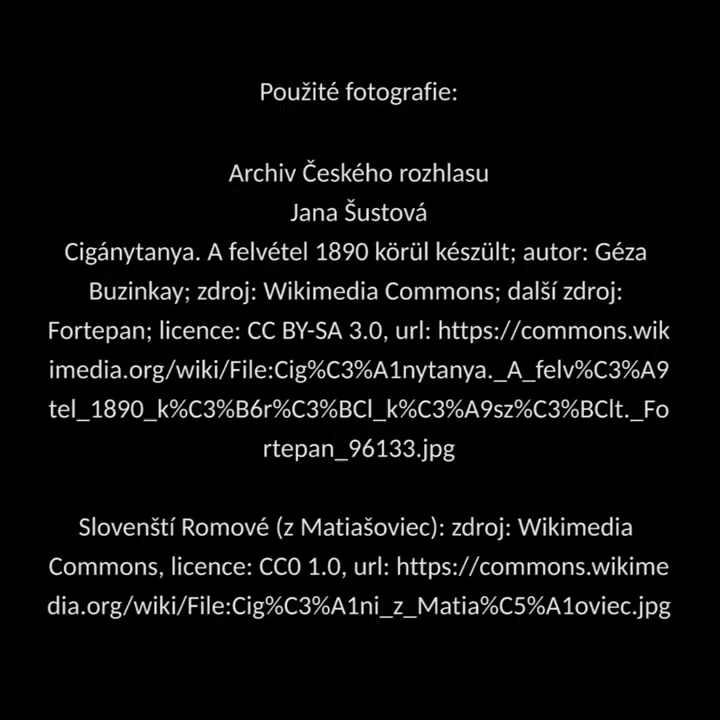 Použité fotografie:
Archiv Českého rozhlasu
Jana Šustová
Cigánytanya. A felvétel 1890 körül készült; autor: Géza
Buzinkay; zdroj: Wikimedia Commons; další zdroj:
Fortepan; licence: CC BY-SA 3.0, url: https://commons.wik
imedia.org/wiki/File:Cig%C3%A1nytanya._A_felv%C3%A9
tel_1890_k%C3%B6r%C3%BCl_k%C3%A9sz%C3%BClt._Fo
rtepan_96133.jpg
Slovenští Romové (z Matiašoviec): zdroj: Wikimedia
Commons, licence: CC0 1.0, url: https://commons.wikime
dia.org/wiki/File:Cig%C3%A1ni_z_Matia%C5%A1oviec.jpg